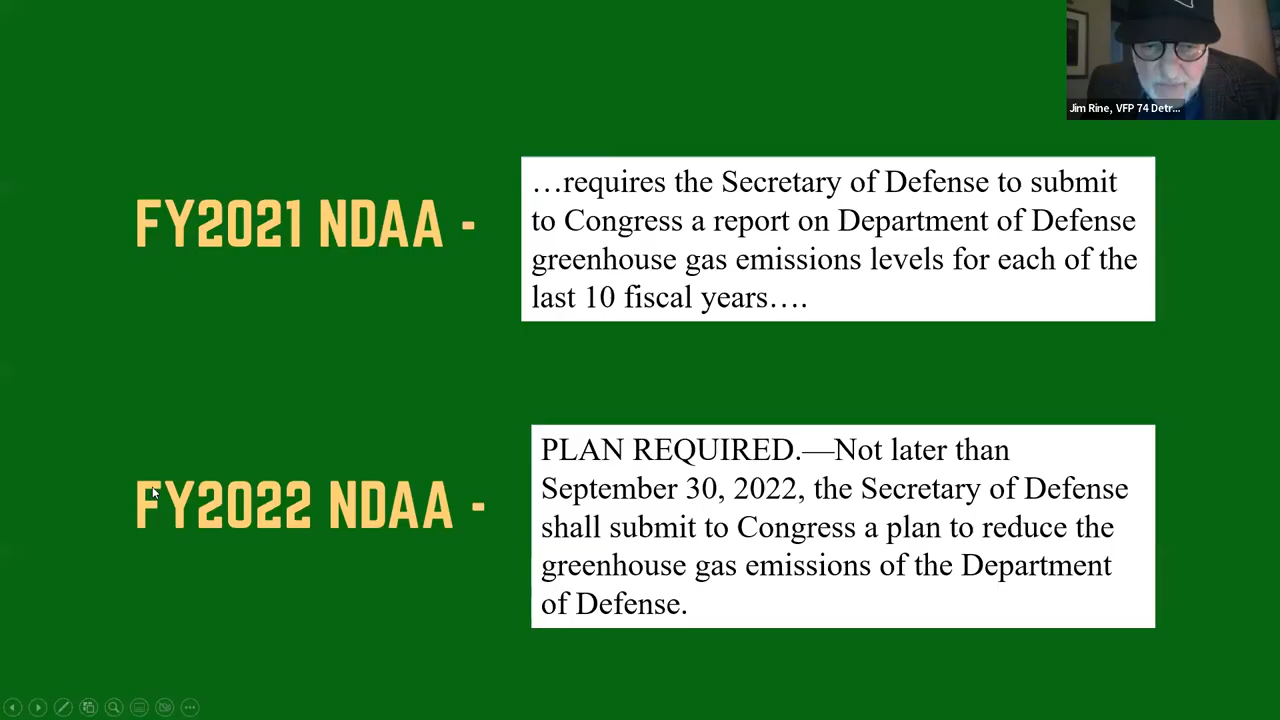 Jim Rine, VFP 74 Detr...
FY2021 NDAA -
…requires the Secretary of Defense to submit
to Congress a report on Department of Defense
greenhouse gas emissions levels for each of the
last 10 fiscal years….
FY2022 NDAA -
PLAN REQUIRED.—Not later than
September 30, 2022, the Secretary of Defense
shall submit to Congress a plan to reduce the
greenhouse gas emissions of the Department
of Defense.